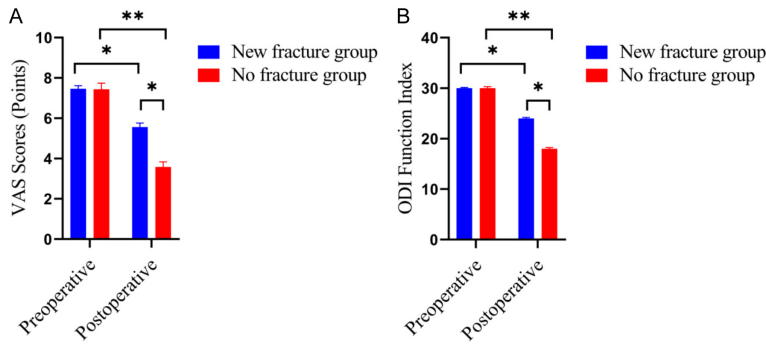 A
VAS Scores (Points)
10
8
6
4
2
0
**
*
*
Preoperative
Postoperative
New fracture group
No fracture group
B
ODI Function Index
40
30
20
10
0
**
*
*
Preoperative
Postoperative
New fracture group
No fracture group